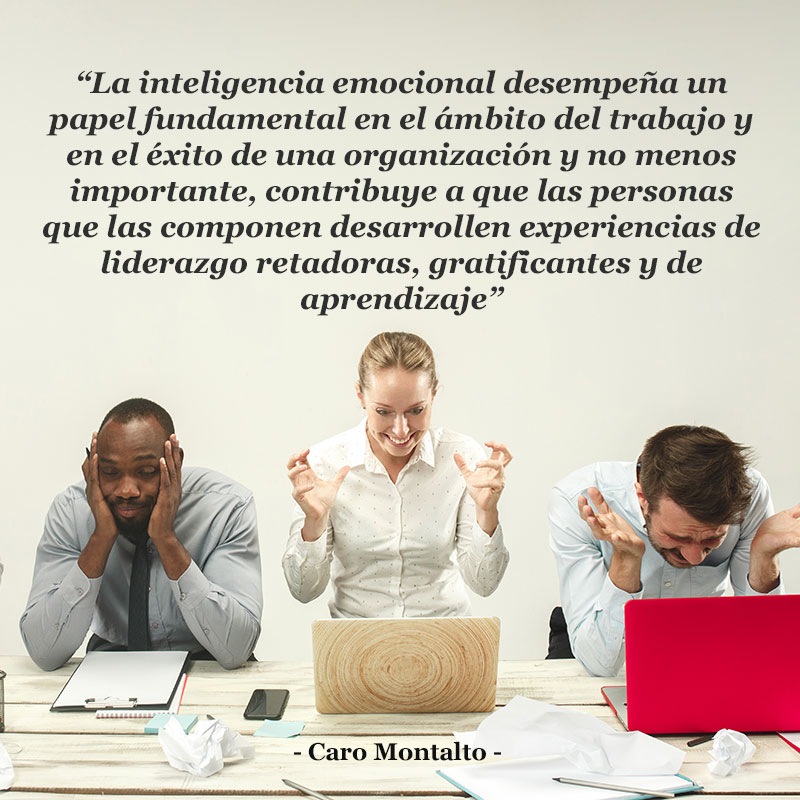 “La inteligencia emocional desempeña un
papel fundamental en el ámbito del trabajo y
en el éxito de una organización y no menos
importante, contribuye a que las personas
que las componen desarrollen experiencias de
liderazgo retadoras, gratificantes y de
aprendizaje”
- Caro Montalto -